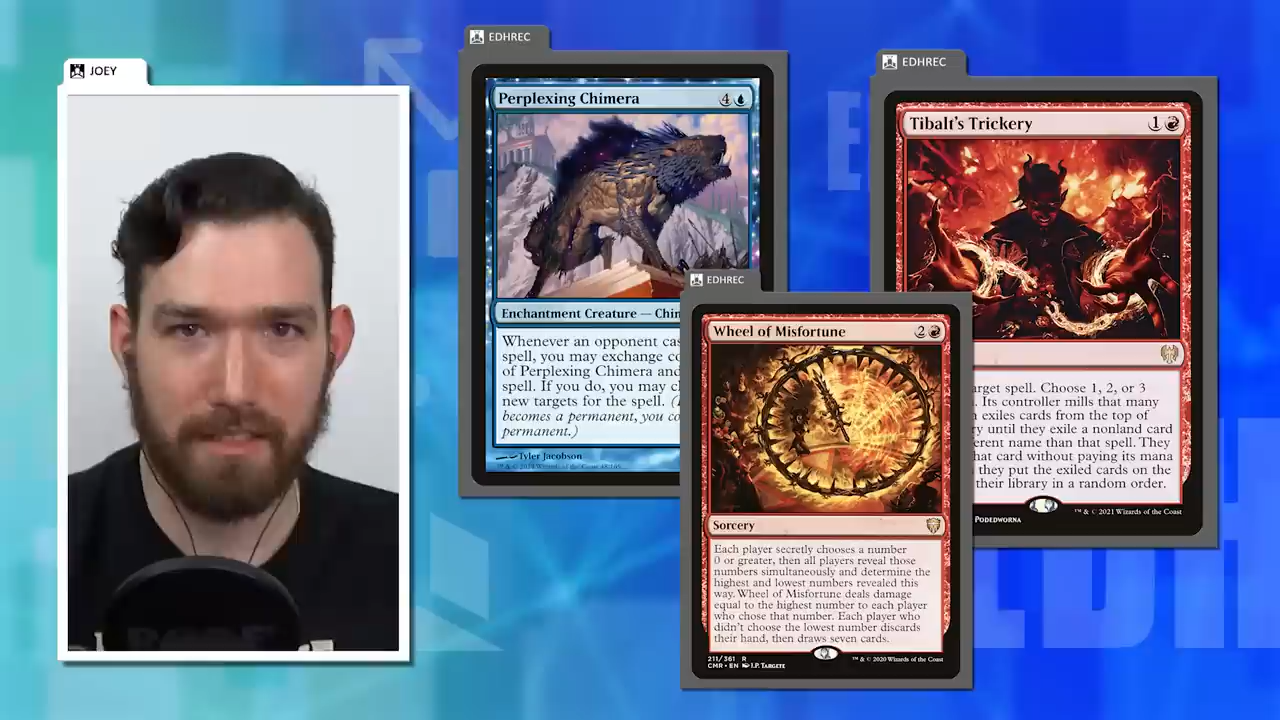 JOEY
EDHREC
Perplexing Chimera 4
Enchantment Creature — Chim
Whenever an opponent cas
spell, you may exchange co
of Perplexing Chimera and
spell. If you do, you may ch
new targets for the spell. (
becomes a permanent, you co
permanent.)
Tyler Jacobson
EDHREC
Wheel of Misfortune 2
Sorcery
Each player secretly chooses a number
0 or greater, then all players reveal those
numbers simultaneously and determine the
highest and lowest numbers revealed this
way. Wheel of Misfortune deals damage
equal to the highest number to each player
who chose that number. Each player who
didn't choose the lowest number discards
their hand, then draws seven cards.
211/361 R
CMR • EN I.P. TARGETE
™ & © 2020 Wizards of the Coast
EDHREC
Tibalt's Trickery 1
arget spell. Choose 1, 2, or 3
. Its controller mills that many
exiles cards from the top of
y until they exile a nonland card
erent name than that spell. They
hat card without paying its mana
they put the exiled cards on the
their library in a random order.
PODEDWORNA
™ & © 2021 Wizards of the Coast